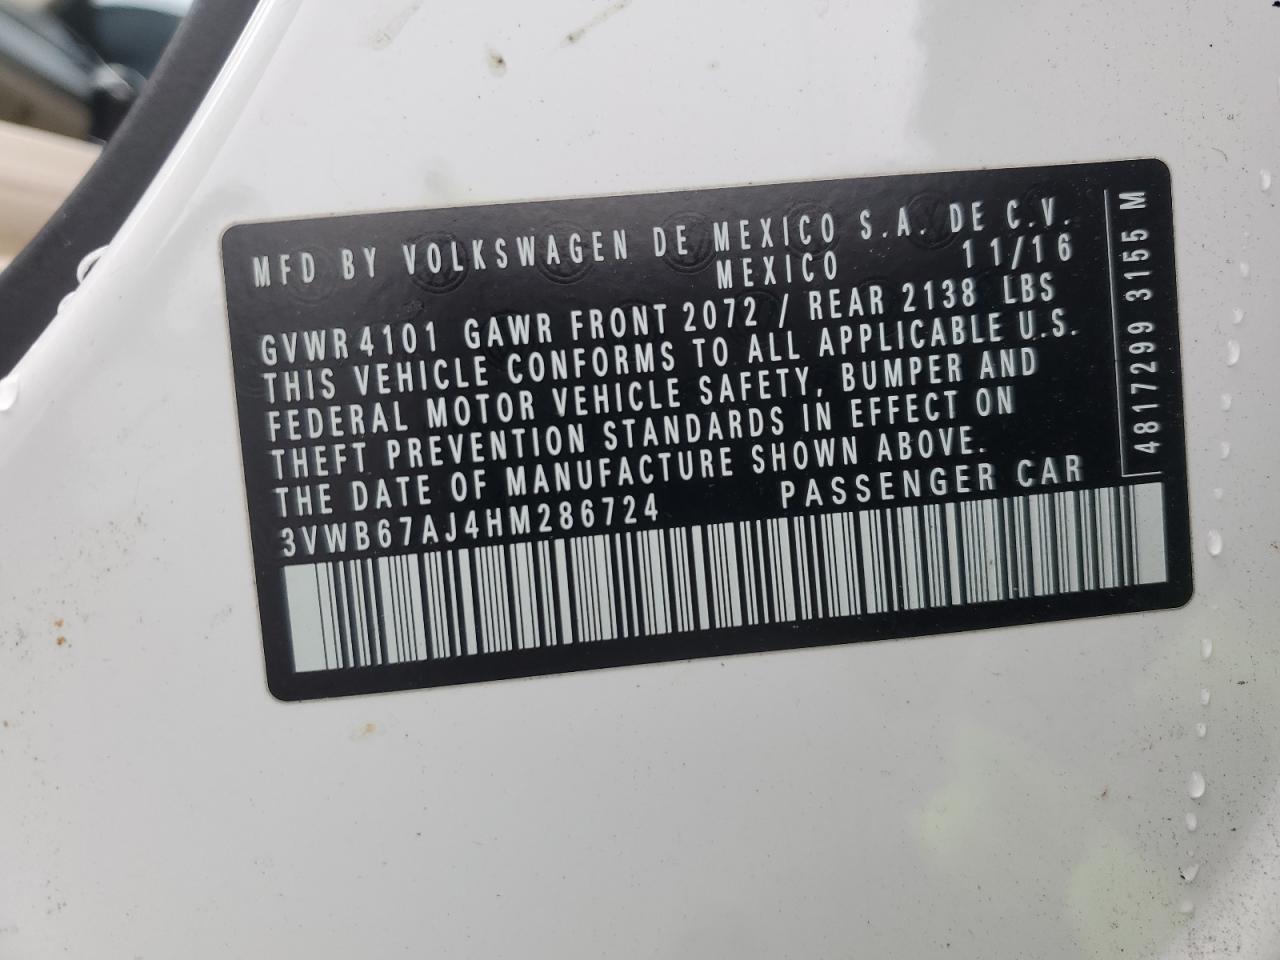 MFD BY VOLKSWAGEN DE MEXICO S.A. DE C.V.
MEXICO 11/16
GVWR 4101 GAWR FRONT 2072 / REAR 2138 LBS
THIS VEHICLE CONFORMS TO ALL APPLICABLE U.S.
FEDERAL MOTOR VEHICLE SAFETY, BUMPER AND
THEFT PREVENTION STANDARDS IN EFFECT ON
THE DATE OF MANUFACTURE SHOWN ABOVE.
3VWB67AJ4HM286724 PASSENGER CAR
4817299 3155 M